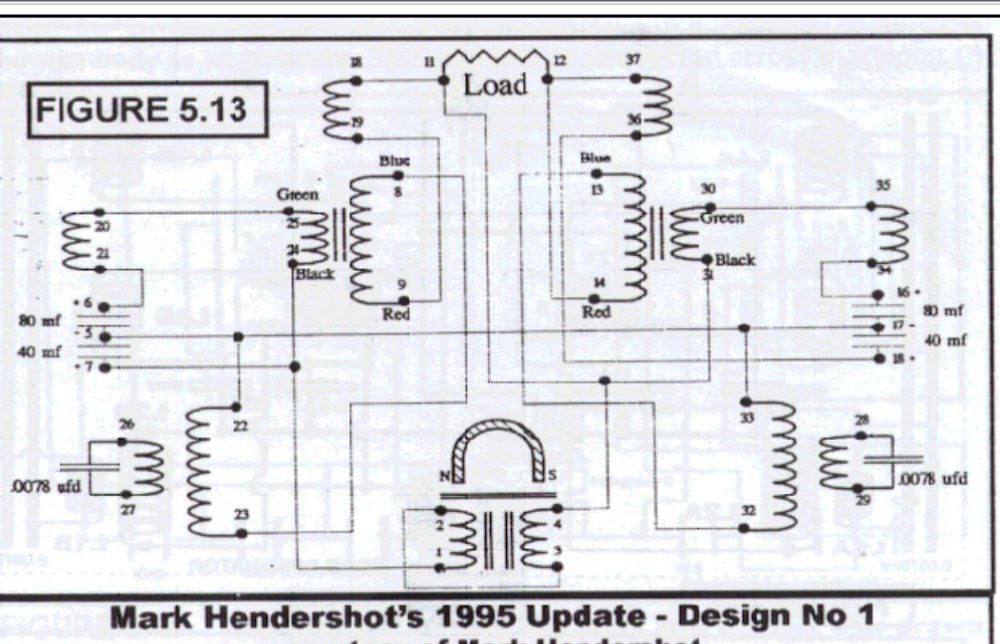 FIGURE 5.13
18 11 12 37
Load
19 36
Blue Blue
8 13
Green 30 35
25 Green
20
24
21 Black Black
31 34
9 14
Red Red
+ 6 16 +
80 mf 80 mf
- 5 17 -
40 mf 40 mf
+ 7 18 +
22 33
26 28
N S
.0078 ufd .0078 ufd
27 29
23 32
2 4
1 3
Mark Hendershot's 1995 Update - Design No 1